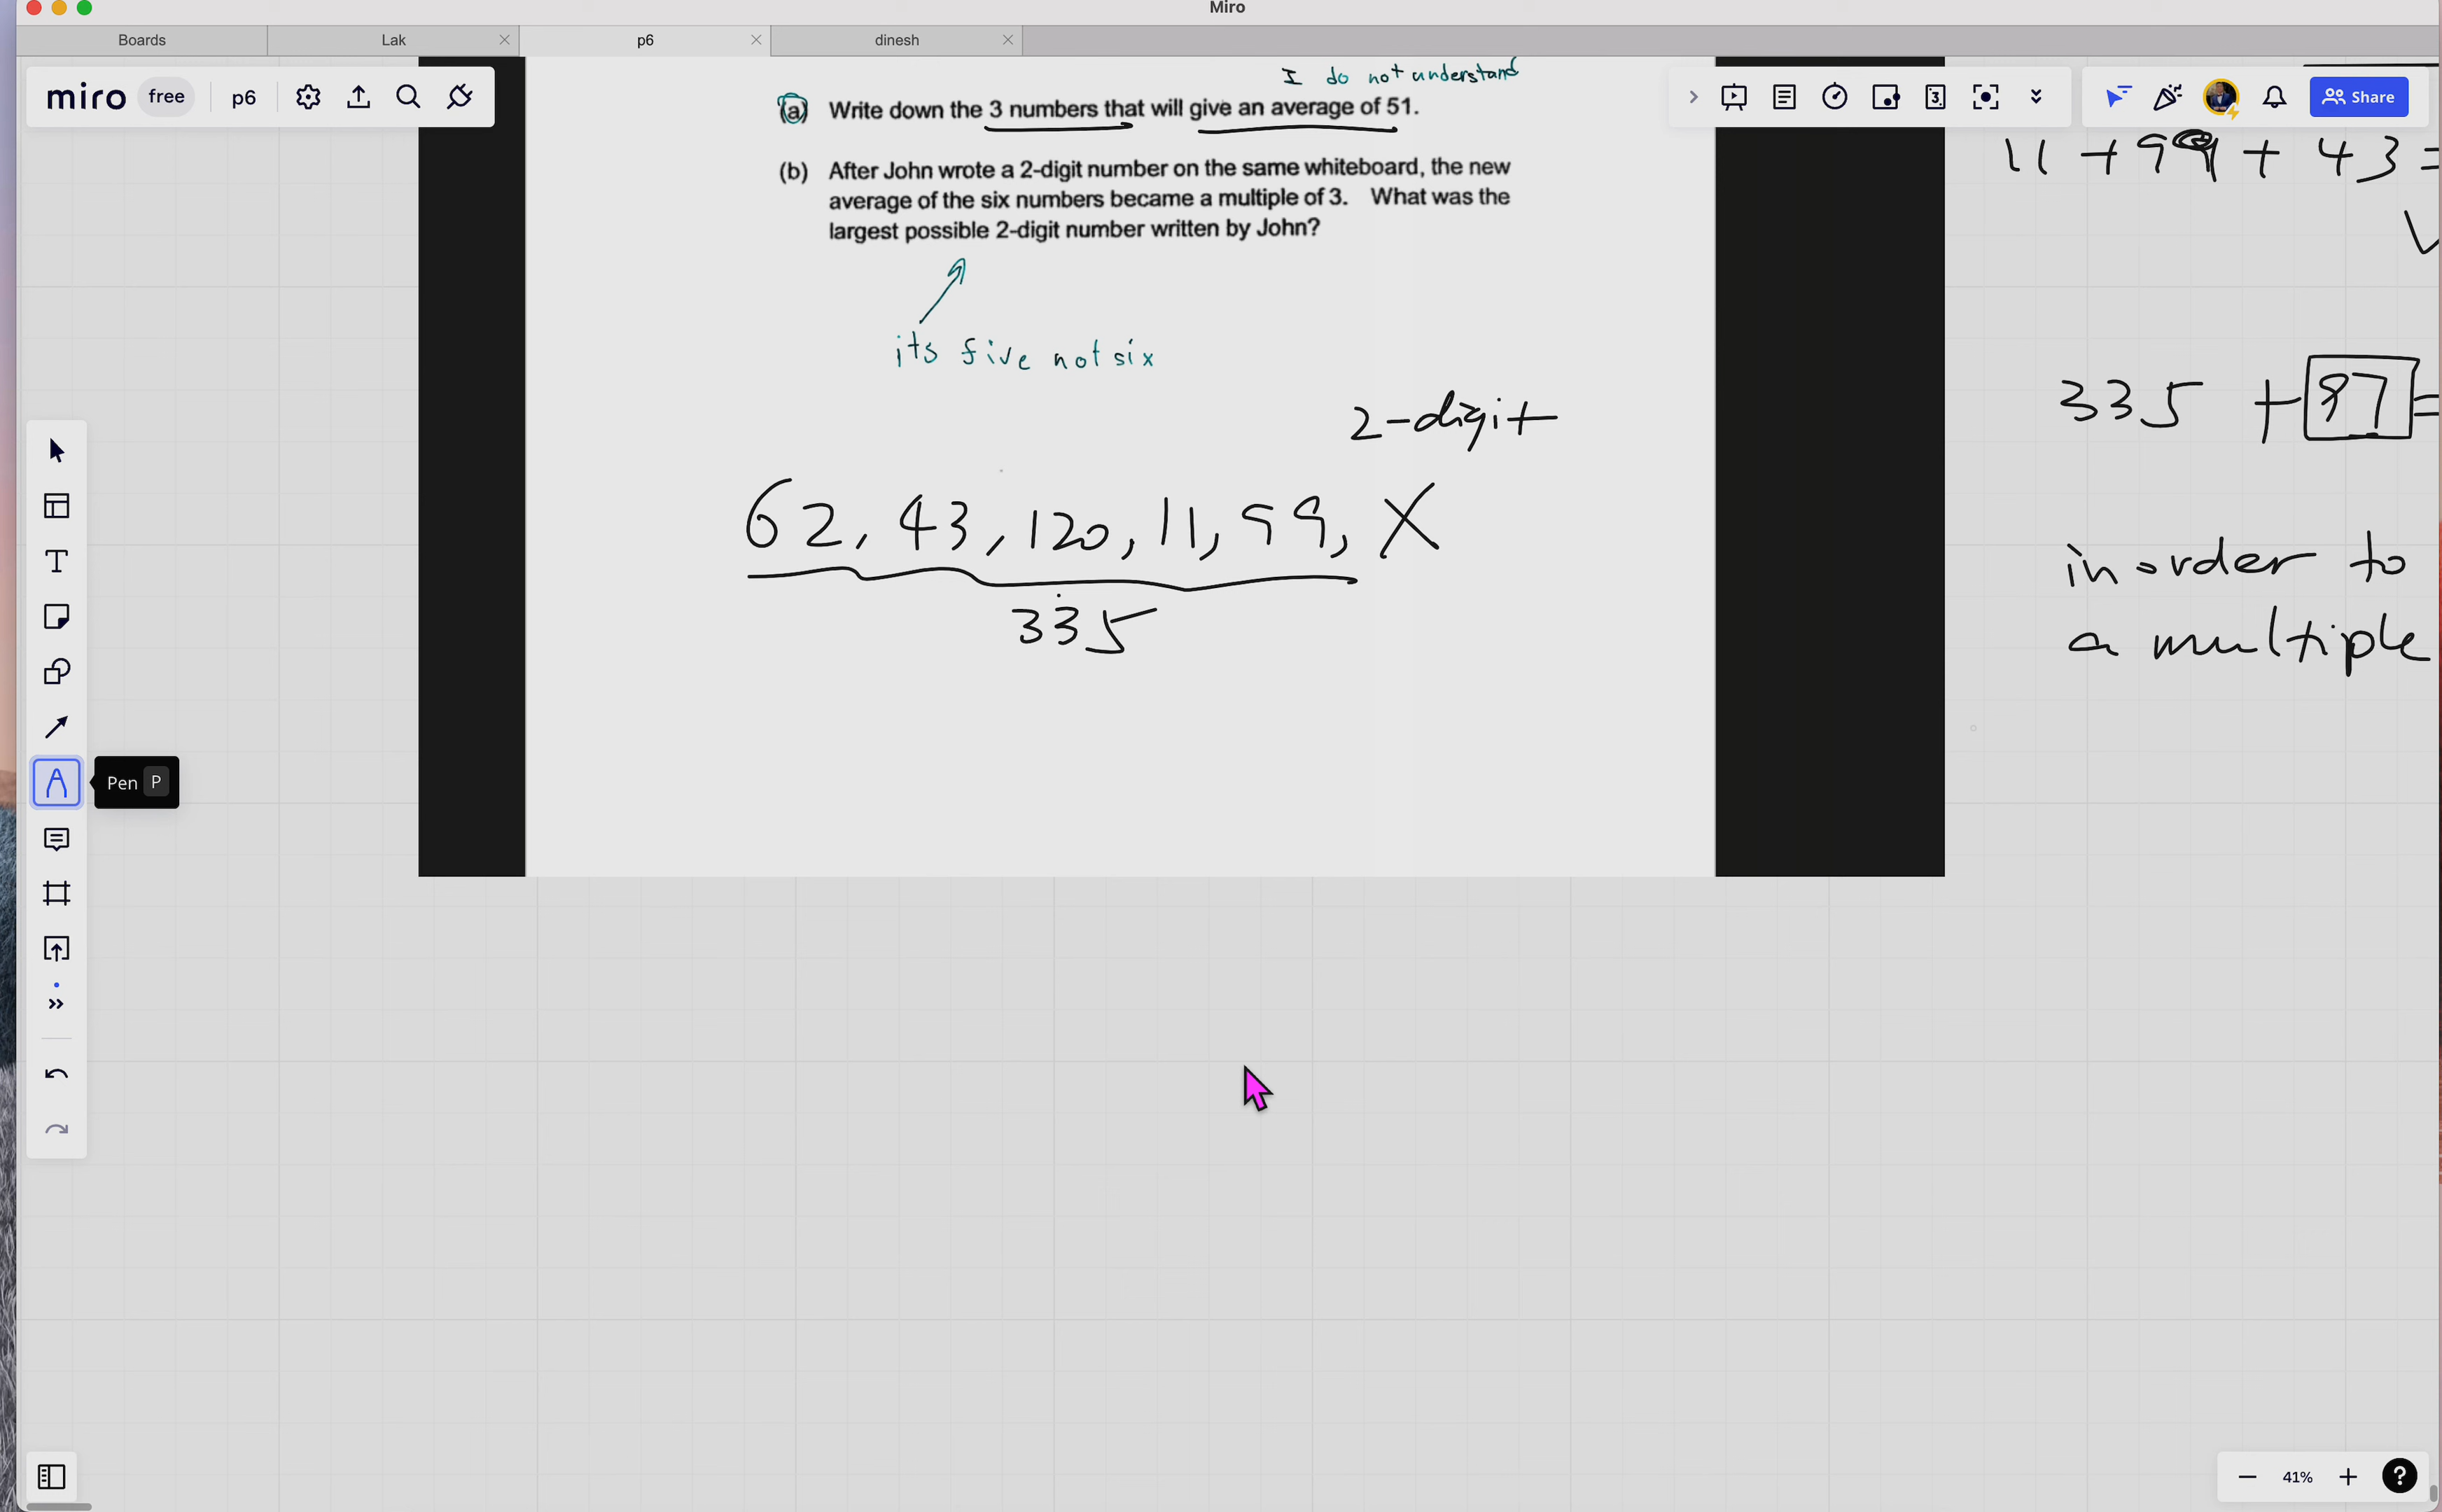 Miro
Boards
Lak
p6
dinesh
miro free p6
Share
I do not understand
(a) Write down the 3 numbers that will give an average of 51.
(b) After John wrote a 2-digit number on the same whiteboard, the new
average of the six numbers became a multiple of 3. What was the
largest possible 2-digit number written by John?
its five not six
2-digit
62, 43, 120, 11, 99, X
335
11 + 99 + 43 =
335 + 97 =
in order to
a multiple
T
Pen P
41%
?